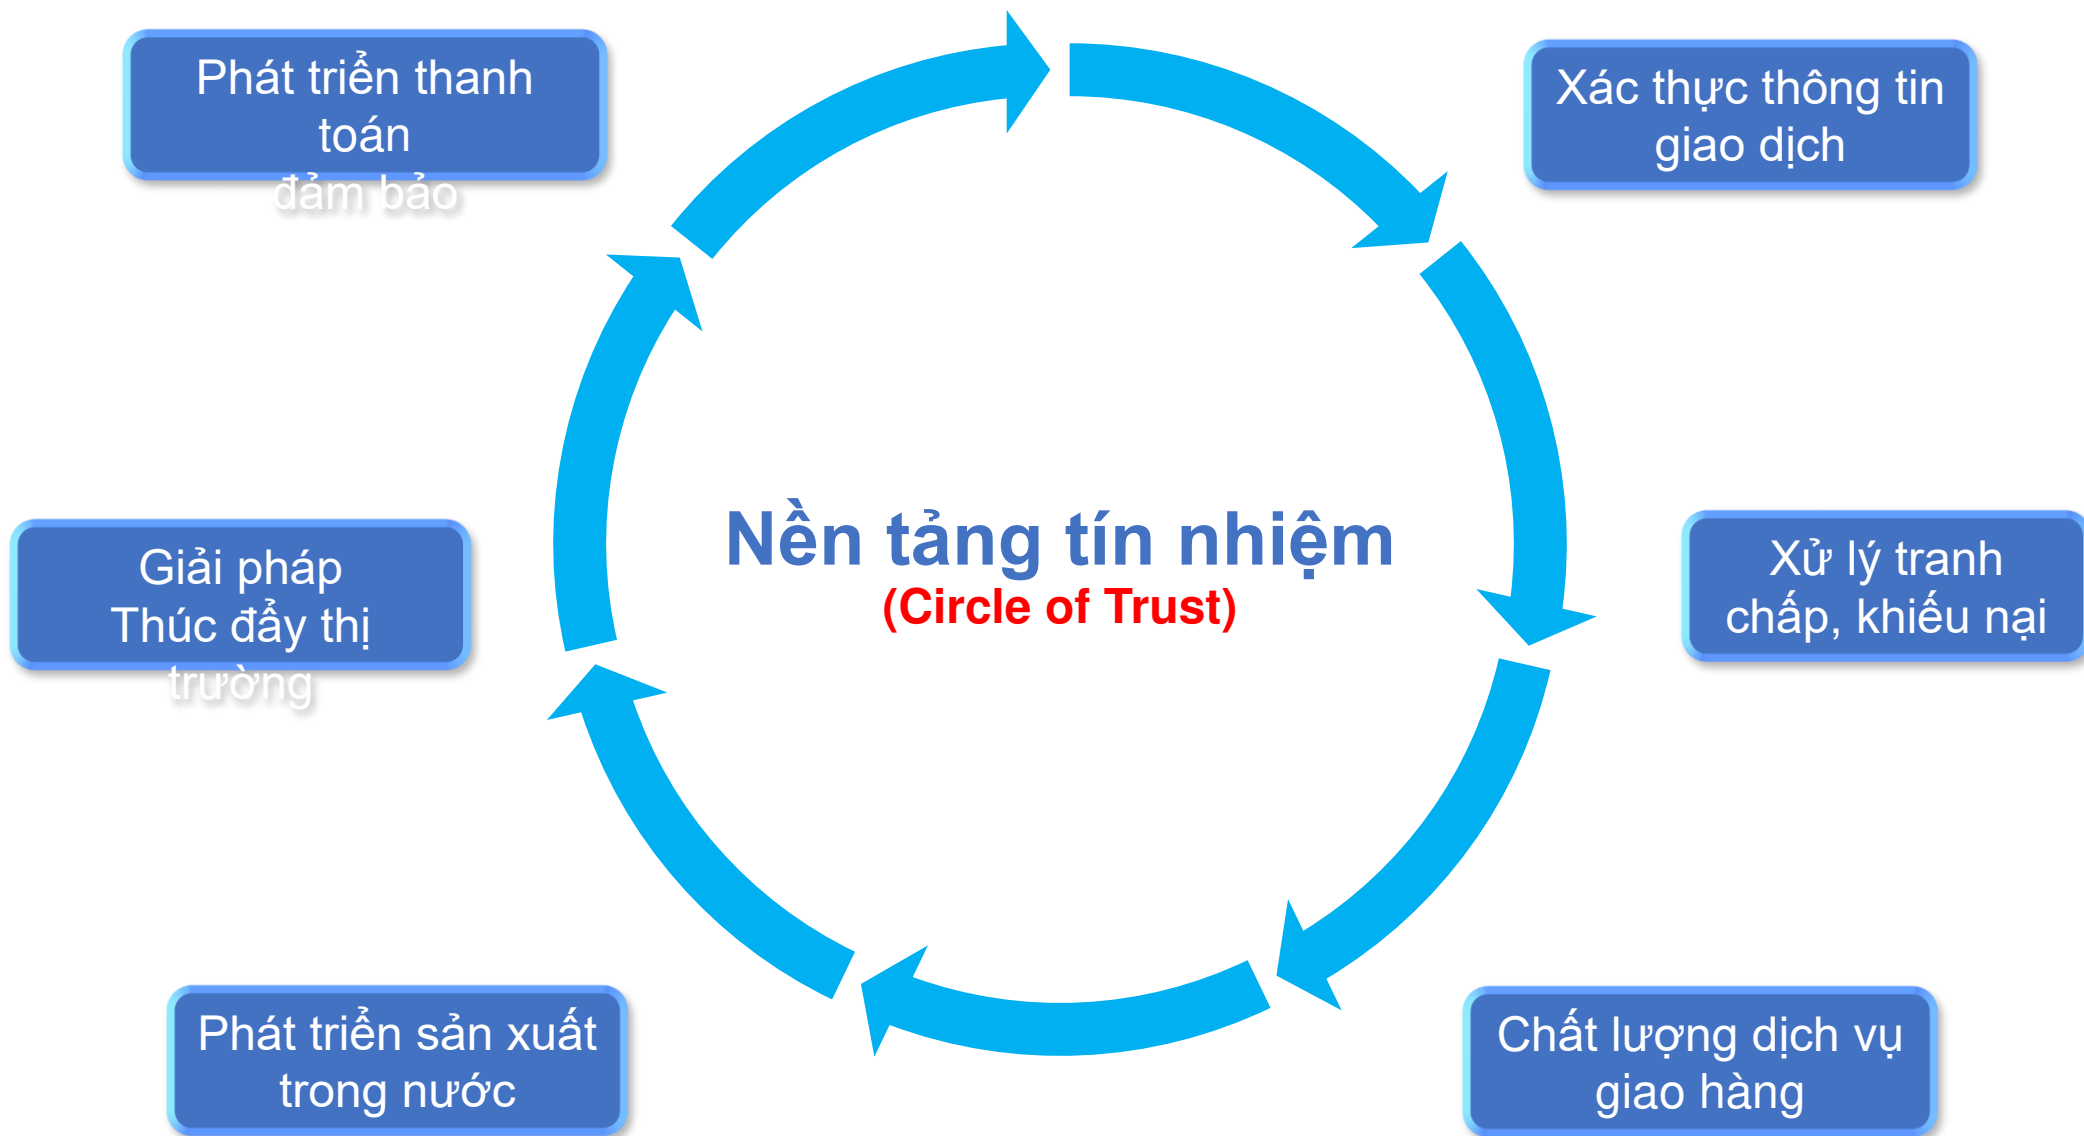 Phát triển thanh
toán
đảm bảo
Xác thực thông tin
giao dịch
Nền tảng tín nhiệm
(Circle of Trust)
Giải pháp
Thúc đẩy thị
trường
Xử lý tranh
chấp, khiếu nại
Phát triển sản xuất
trong nước
Chất lượng dịch vụ
giao hàng